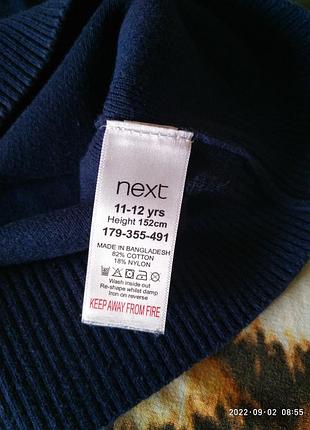 next
11-12 yrs
Height 152cm
179-355-491
MADE IN BANGLADESH
82% COTTON
18% NYLON
Wash inside out
Re-shape whilst damp
Iron on reverse
KEEP AWAY FROM FIRE
2022-09-02 08:55